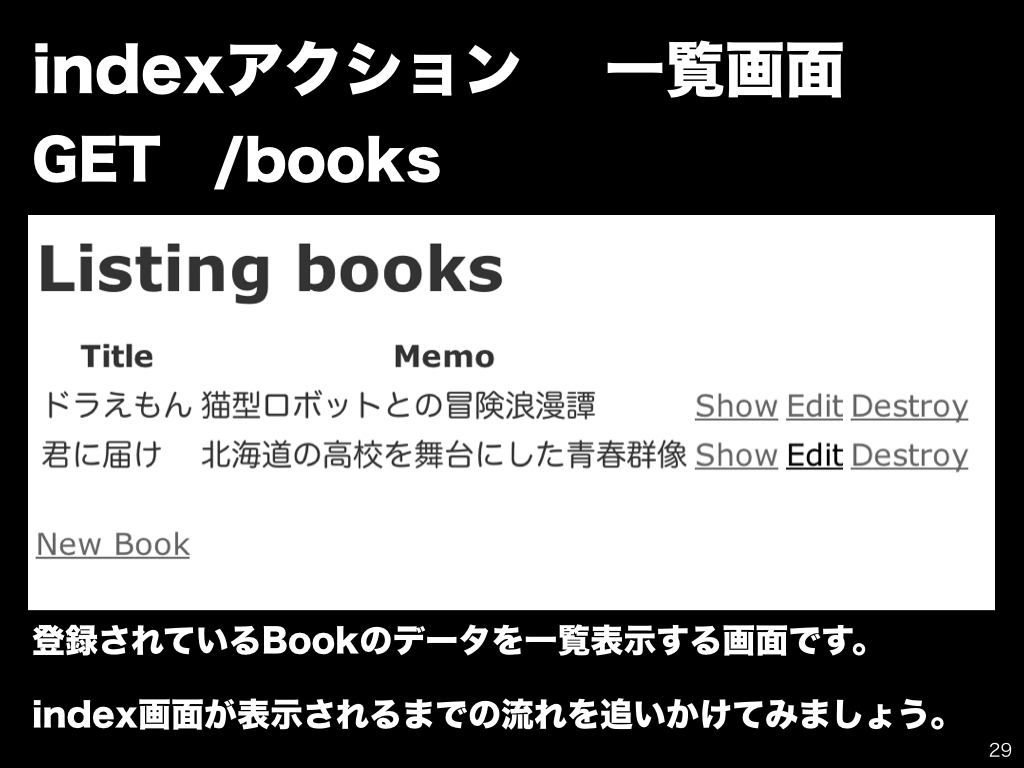 indexアクション 一覧画面
GET /books
Listing books
Title Memo
ドラえもん 猫型ロボットとの冒険浪漫譚 Show Edit Destroy
君に届け 北海道の高校を舞台にした青春群像 Show Edit Destroy
New Book
登録されているBookのデータを一覧表示する画面です。
index画面が表示されるまでの流れを追いかけてみましょう。
29